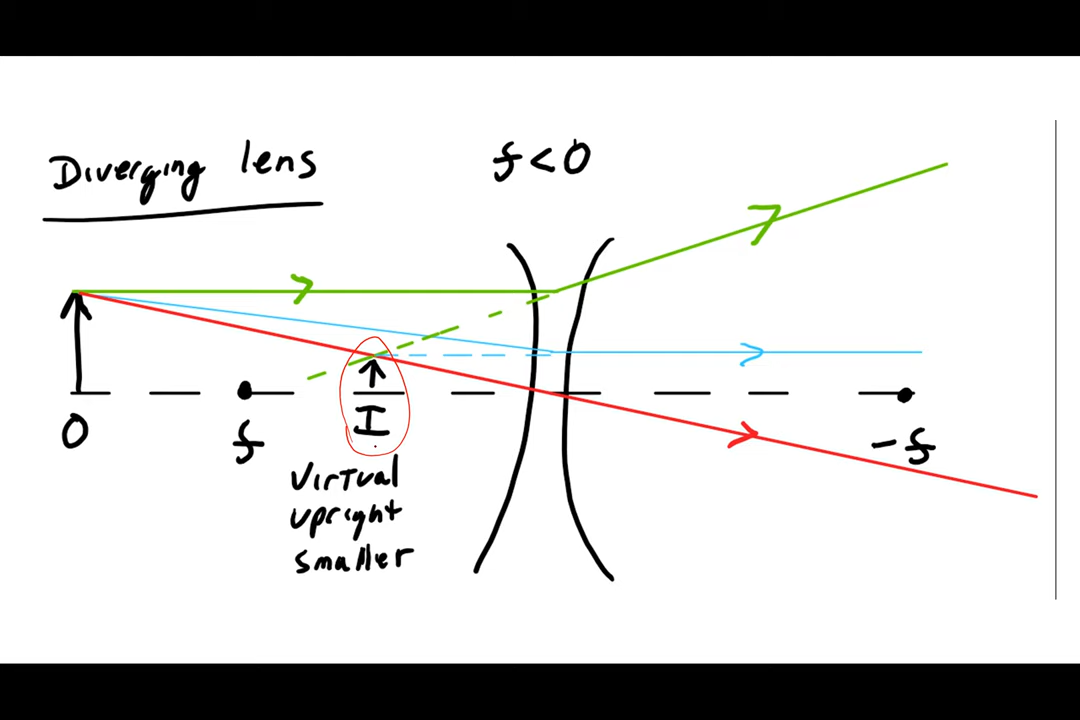 Diverging lens
f < 0
O
f
I
-f
Virtual
upright
smaller